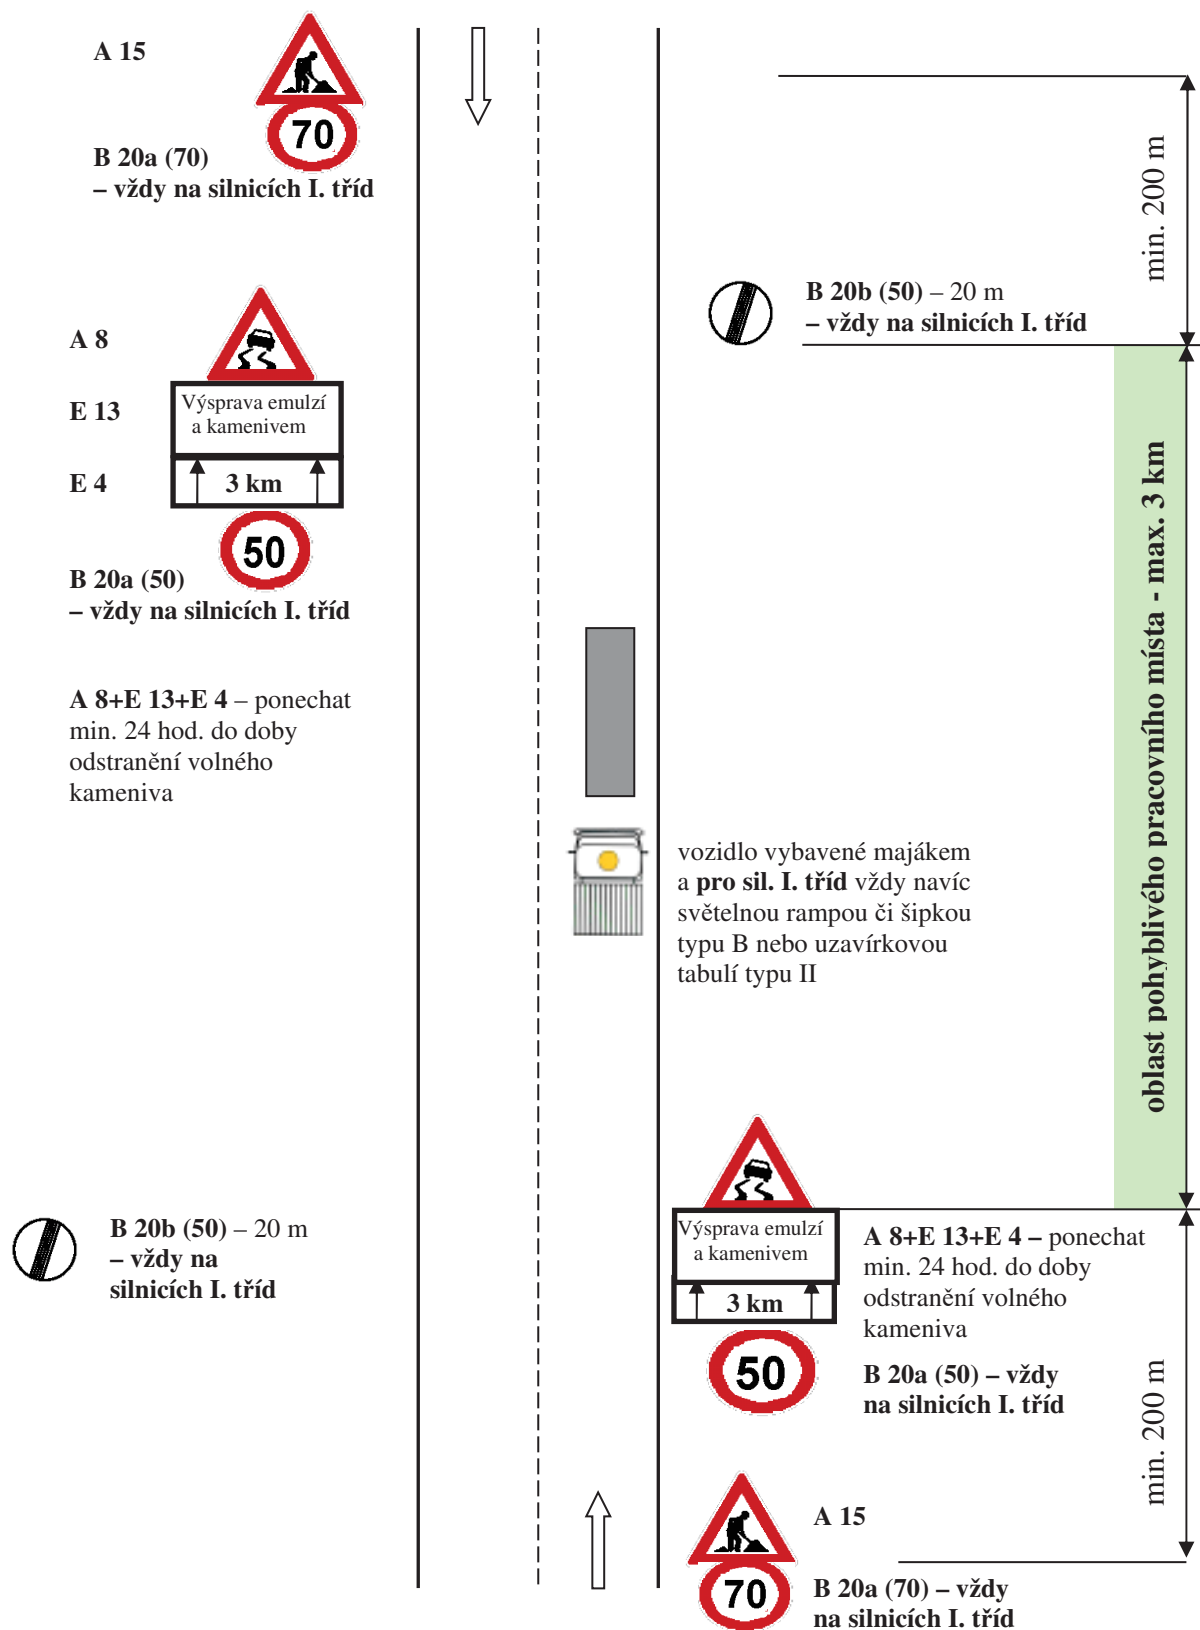 A 15
70
B 20a (70)
– vždy na silnicích I. tříd
min. 200 m
B 20b (50) – 20 m
– vždy na silnicích I. tříd
A 8
E 13
Výsprava emulzí
a kamenivem
E 4
3 km
50
B 20a (50)
– vždy na silnicích I. tříd
A 8+E 13+E 4 – ponechat
min. 24 hod. do doby
odstranění volného
kameniva
oblast pohyblivého pracovního místa - max. 3 km
vozidlo vybavené majákem
a pro sil. I. tříd vždy navíc
světelnou rampou či šipkou
typu B nebo uzavírkovou
tabulí typu II
B 20b (50) – 20 m
– vždy na
silnicích I. tříd
Výsprava emulzí
a kamenivem
3 km
50
A 8+E 13+E 4 – ponechat
min. 24 hod. do doby
odstranění volného
kameniva
B 20a (50) – vždy
na silnicích I. tříd
min. 200 m
A 15
70
B 20a (70) – vždy
na silnicích I. tříd